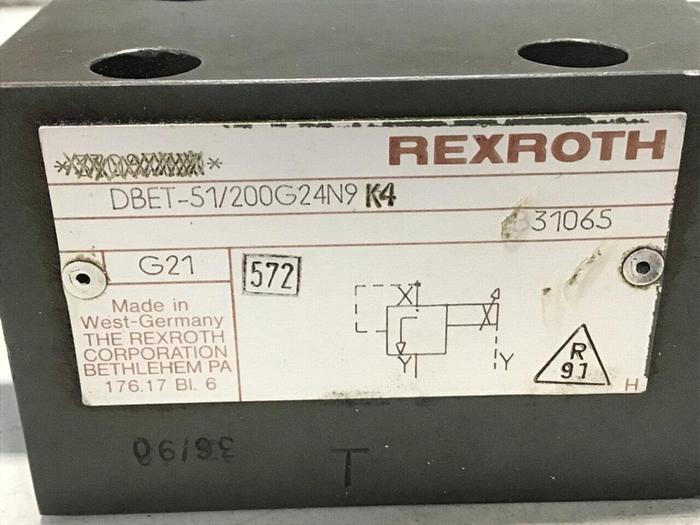 REXROTH
DBET-51/200G24N9 K4
31065
G21
572
Made in
West-Germany
THE REXROTH
CORPORATION
BETHLEHEM PA
176.17 Bl. 6
X
Y
Y
R
91
H
36/90
T